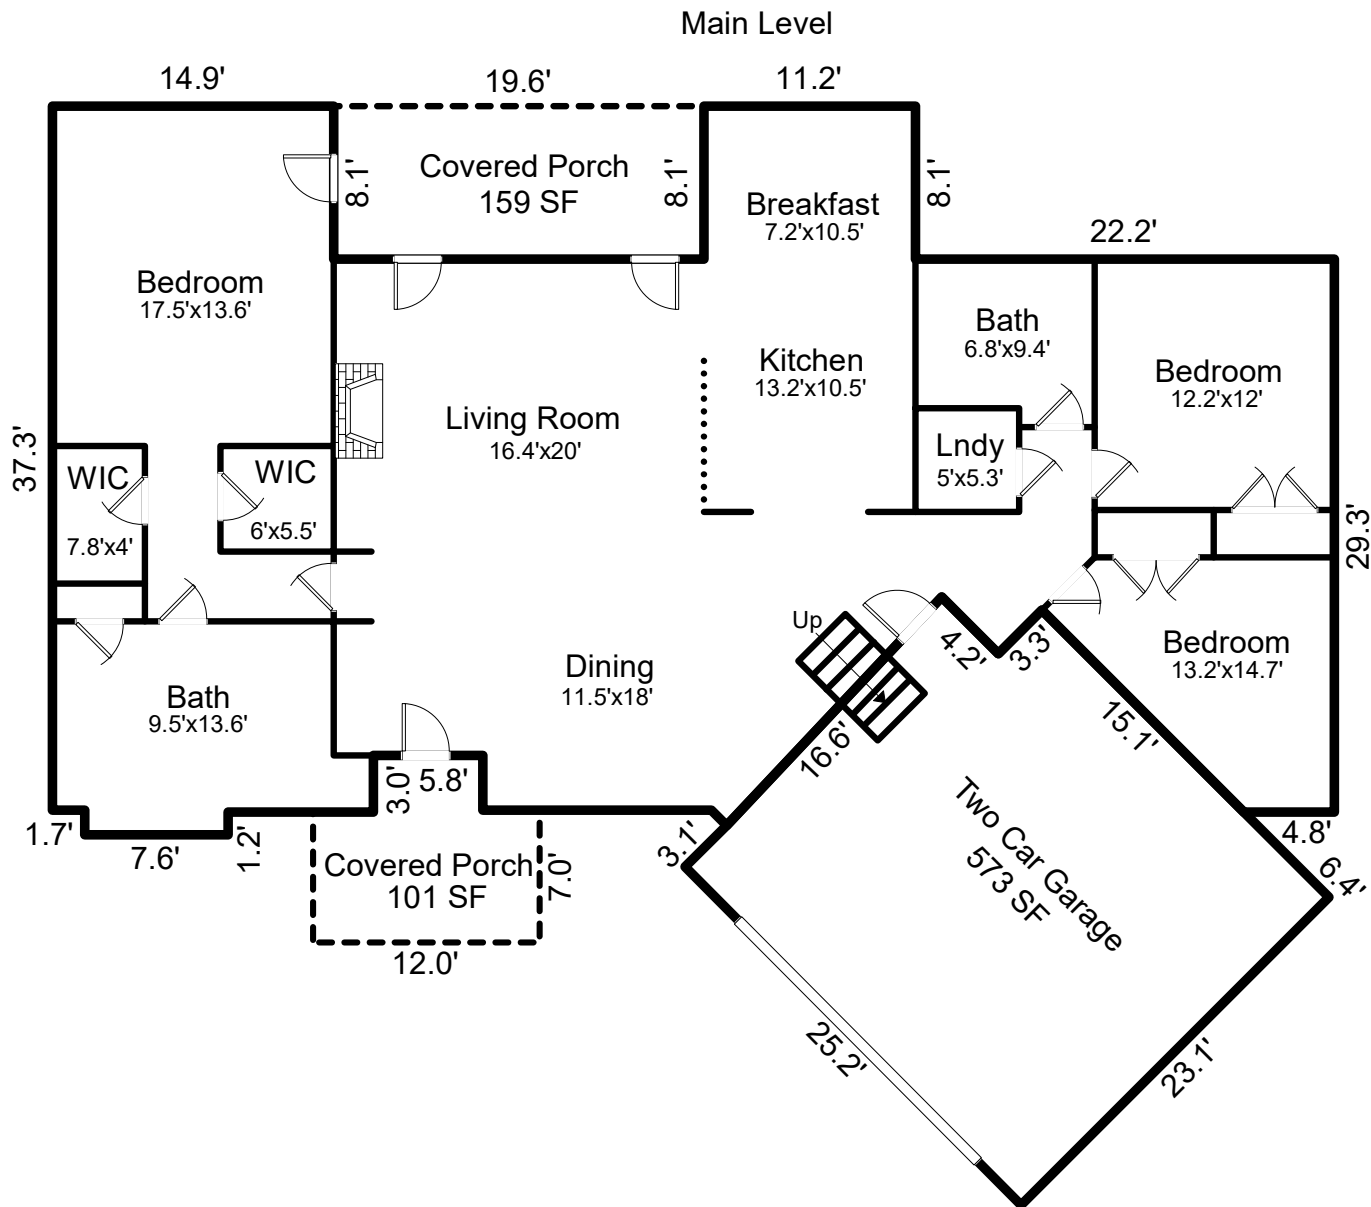 Main Level
14.9'
19.6'
11.2'
8.1'
Covered Porch
159 SF
8.1'
Breakfast
7.2'x10.5'
8.1'
22.2'
Bedroom
17.5'x13.6'
Bath
6.8'x9.4'
Kitchen
13.2'x10.5'
Bedroom
12.2'x12'
Living Room
16.4'x20'
37.3'
WIC
7.8'x4'
WIC
6'x5.5'
Lndy
5'x5.3'
29.3'
Up
4.2'
3.3'
Bedroom
13.2'x14.7'
Dining
11.5'x18'
Bath
9.5'x13.6'
16.6'
15.1'
3.0'
5.8'
1.7'
7.6'
1.2'
Covered Porch
101 SF
7.0'
12.0'
3.1'
Two Car Garage
573 SF
4.8'
6.4'
25.2'
23.1'